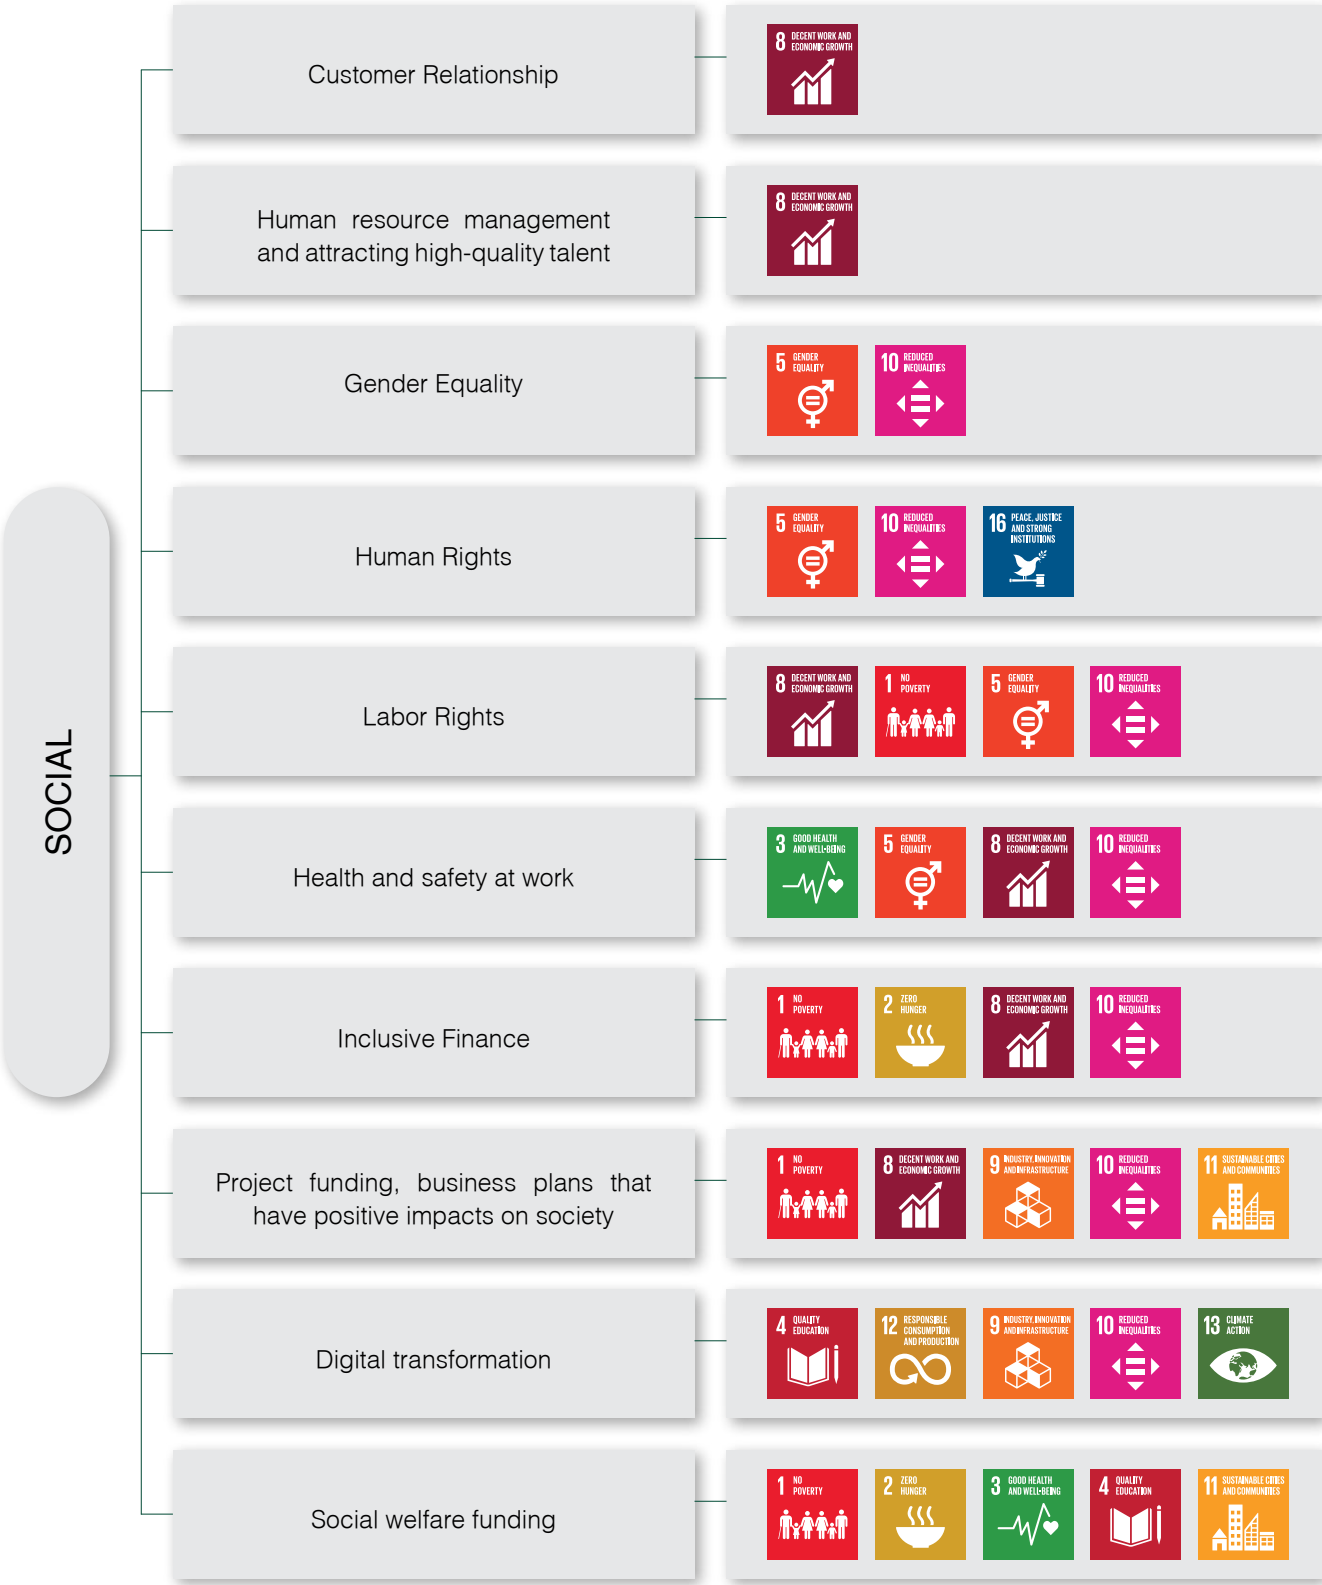 SOCIAL
Customer Relationship
8 DECENT WORK AND
ECONOMIC GROWTH
Human resource management
and attracting high-quality talent
8 DECENT WORK AND
ECONOMIC GROWTH
Gender Equality
5 GENDER
EQUALITY
10 REDUCED
INEQUALITIES
Human Rights
5 GENDER
EQUALITY
10 REDUCED
INEQUALITIES
16 PEACE, JUSTICE
AND STRONG
INSTITUTIONS
Labor Rights
8 DECENT WORK AND
ECONOMIC GROWTH
1 NO
POVERTY
5 GENDER
EQUALITY
10 REDUCED
INEQUALITIES
Health and safety at work
3 GOOD HEALTH
AND WELL-BEING
5 GENDER
EQUALITY
8 DECENT WORK AND
ECONOMIC GROWTH
10 REDUCED
INEQUALITIES
Inclusive Finance
1 NO
POVERTY
2 ZERO
HUNGER
8 DECENT WORK AND
ECONOMIC GROWTH
10 REDUCED
INEQUALITIES
Project funding, business plans that
have positive impacts on society
1 NO
POVERTY
8 DECENT WORK AND
ECONOMIC GROWTH
9 INDUSTRY, INNOVATION
AND INFRASTRUCTURE
10 REDUCED
INEQUALITIES
11 SUSTAINABLE CITIES
AND COMMUNITIES
Digital transformation
4 QUALITY
EDUCATION
12 RESPONSIBLE
CONSUMPTION
AND PRODUCTION
9 INDUSTRY, INNOVATION
AND INFRASTRUCTURE
10 REDUCED
INEQUALITIES
13 CLIMATE
ACTION
Social welfare funding
1 NO
POVERTY
2 ZERO
HUNGER
3 GOOD HEALTH
AND WELL-BEING
4 QUALITY
EDUCATION
11 SUSTAINABLE CITIES
AND COMMUNITIES